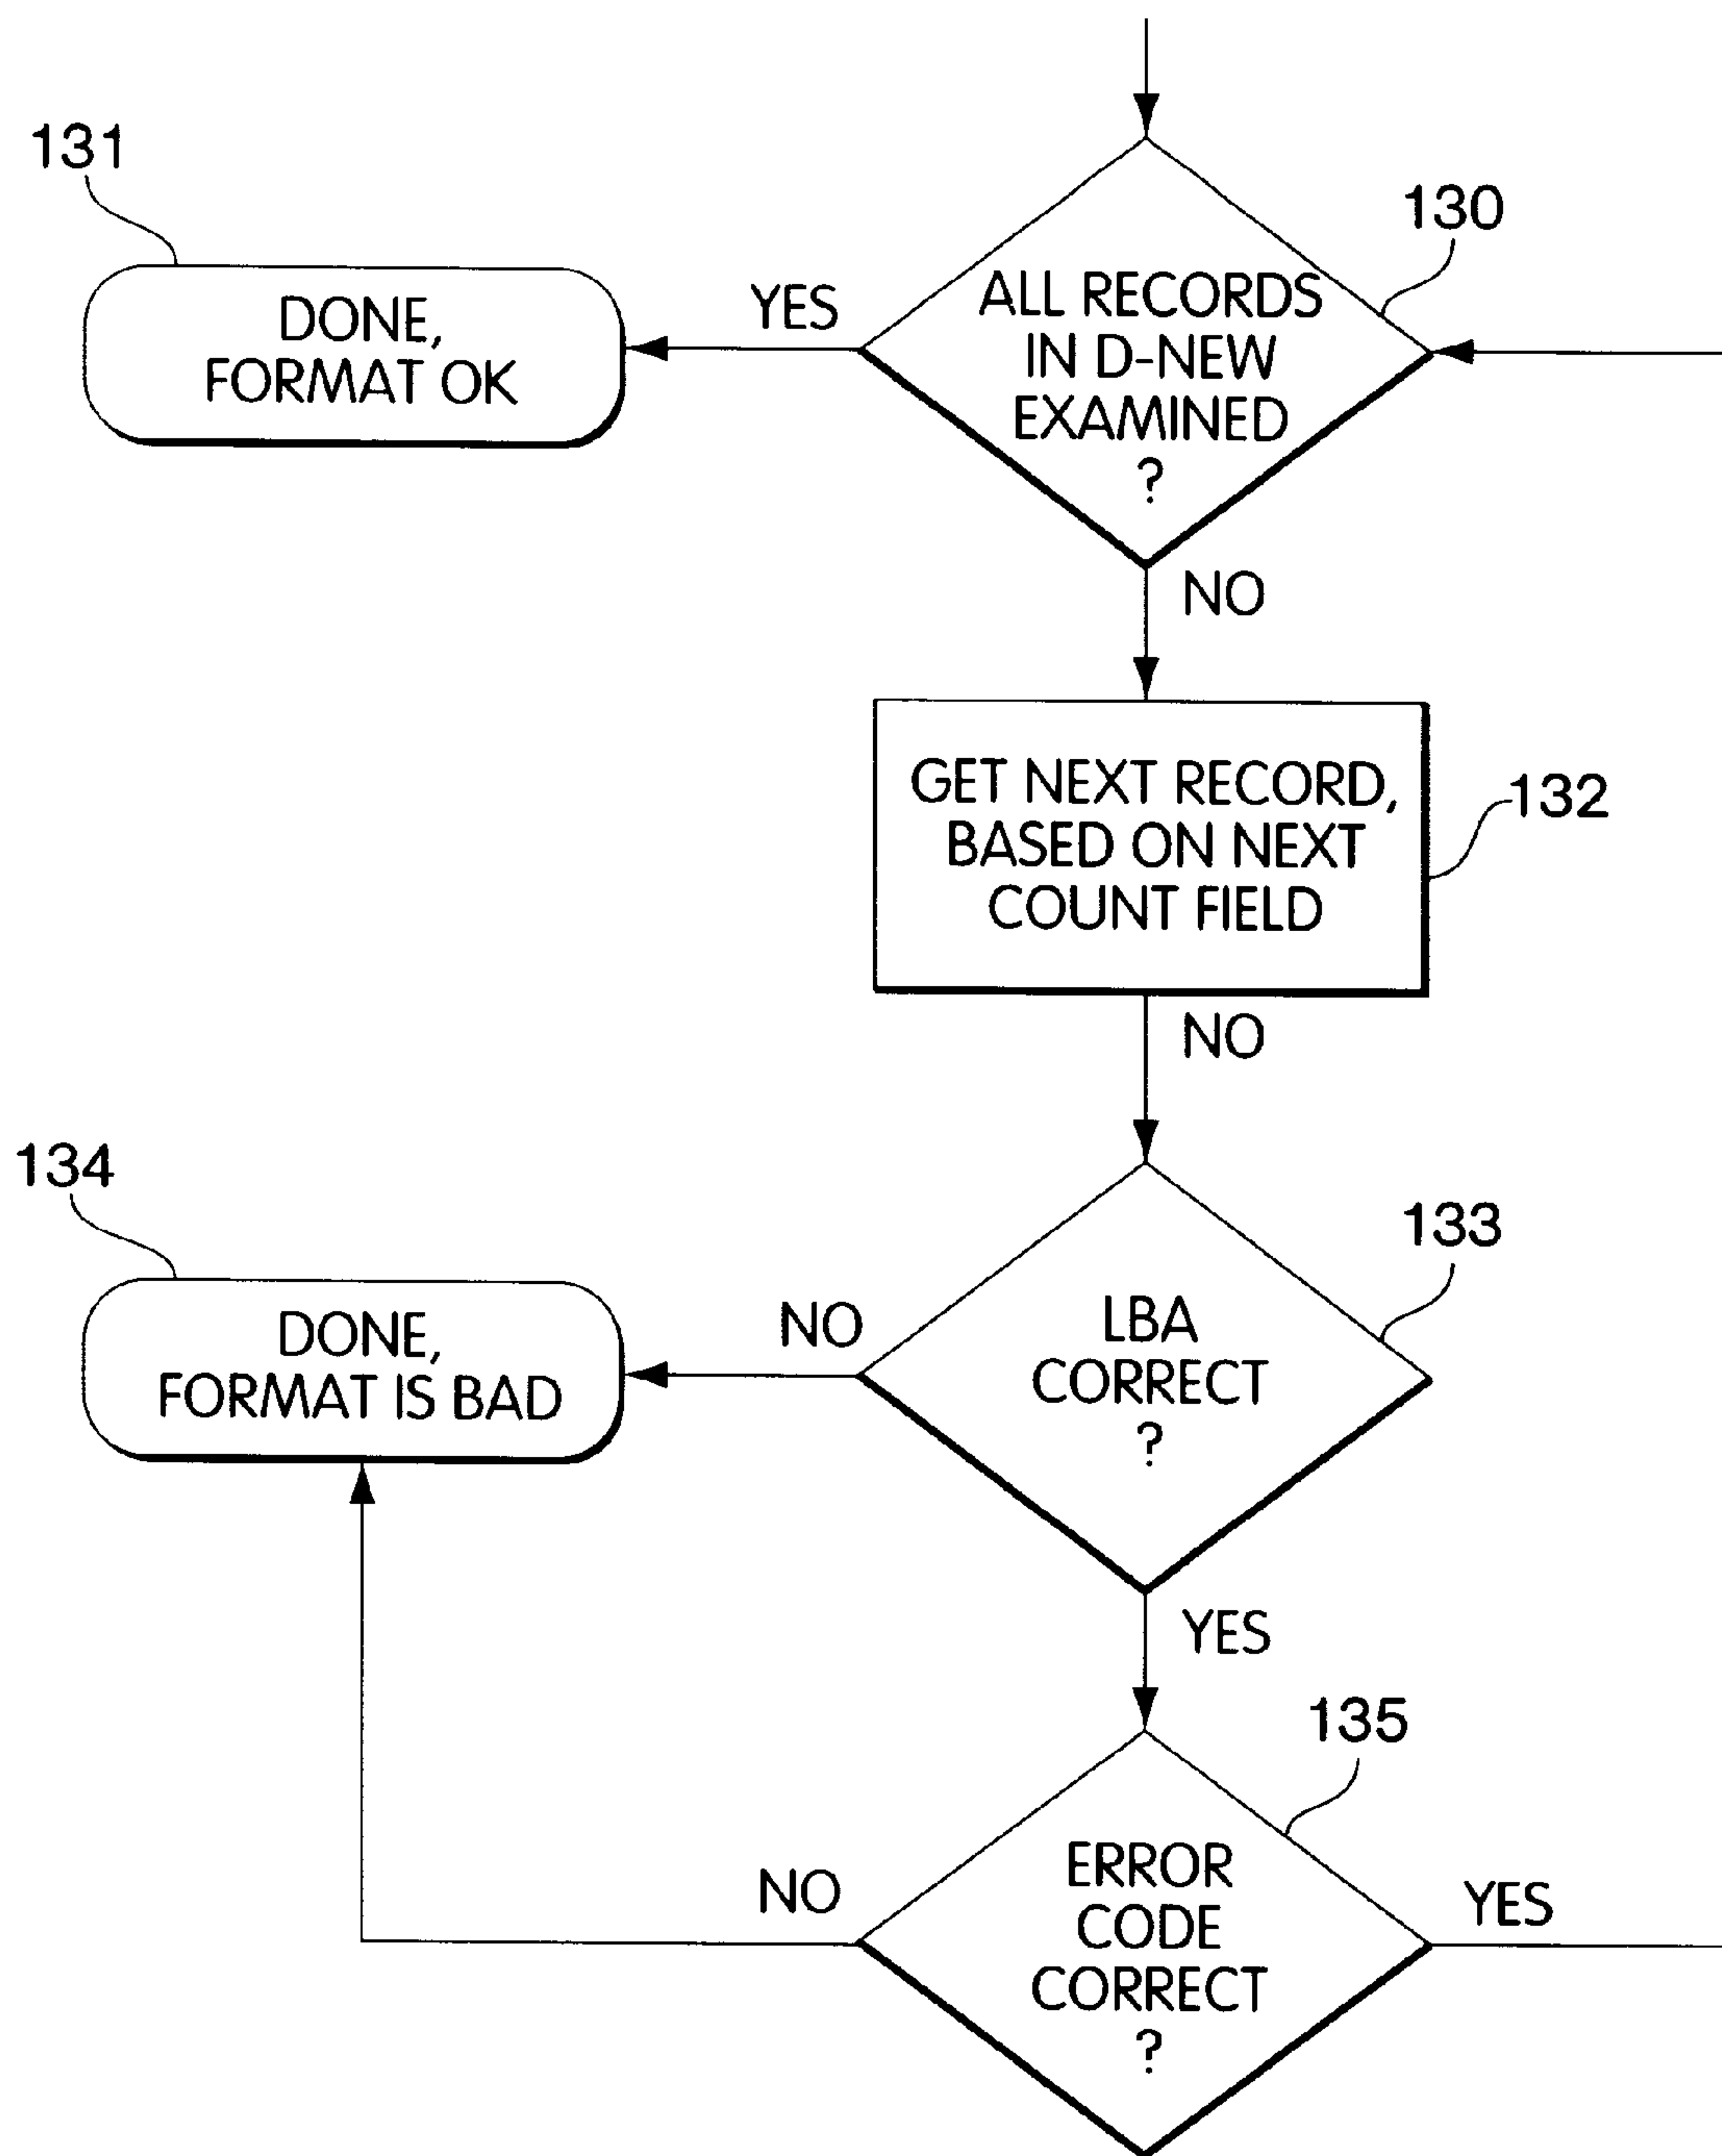 131
DONE,
FORMAT OK
YES
130
ALL RECORDS
IN D-NEW
EXAMINED
?
NO
GET NEXT RECORD,
BASED ON NEXT
COUNT FIELD
132
NO
134
DONE,
FORMAT IS BAD
NO
133
LBA
CORRECT
?
YES
135
NO
ERROR
CODE
CORRECT
?
YES